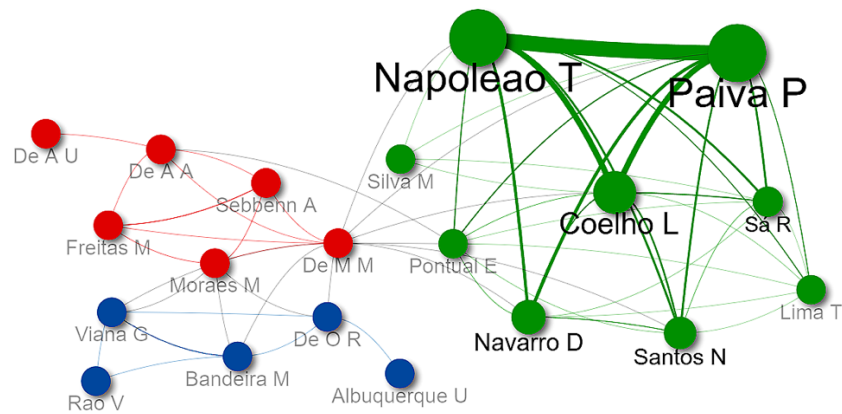 Napoleao T
Paiva P
De A U
De A A
Silva M
Sebbenn A
Coelho L
Sá R
Freitas M
De M M
Pontual E
Moraes M
Lima T
Viana G
De O R
Navarro D
Santos N
Bandeira M
Albuquerque U
Rao V